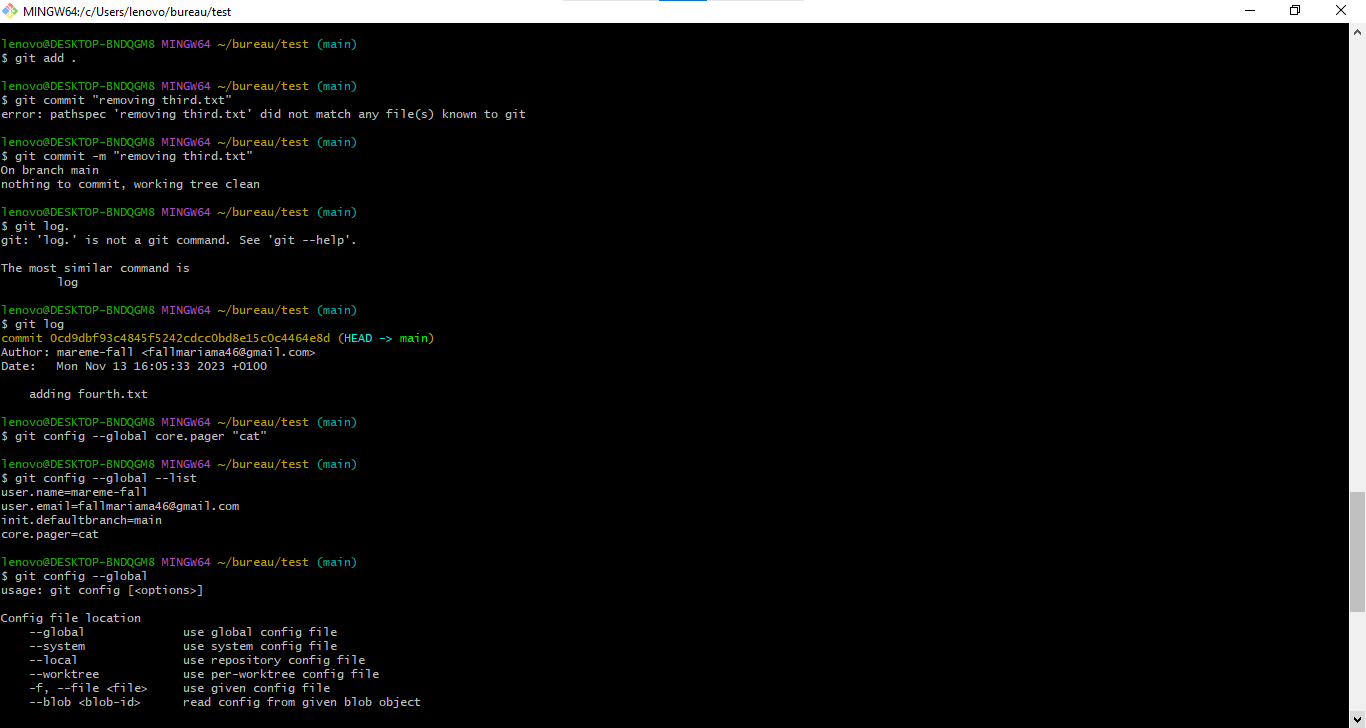 MINGW64:/c/Users/lenovo/bureau/test
lenovo@DESKTOP-BNDQGM8 MINGW64 ~/bureau/test (main)
$ git add .
lenovo@DESKTOP-BNDQGM8 MINGW64 ~/bureau/test (main)
$ git commit "removing third.txt"
error: pathspec 'removing third.txt' did not match any file(s) known to git
lenovo@DESKTOP-BNDQGM8 MINGW64 ~/bureau/test (main)
$ git commit -m "removing third.txt"
On branch main
nothing to commit, working tree clean
lenovo@DESKTOP-BNDQGM8 MINGW64 ~/bureau/test (main)
$ git log.
git: 'log.' is not a git command. See 'git --help'.
The most similar command is
log
lenovo@DESKTOP-BNDQGM8 MINGW64 ~/bureau/test (main)
$ git log
commit 0cd9dbf93c4845f5242cdcc0bd8e15c0c4464e8d (HEAD -> main)
Author: mareme-fall <fallmariama46@gmail.com>
Date:   Mon Nov 13 16:05:33 2023 +0100
adding fourth.txt
lenovo@DESKTOP-BNDQGM8 MINGW64 ~/bureau/test (main)
$ git config --global core.pager "cat"
lenovo@DESKTOP-BNDQGM8 MINGW64 ~/bureau/test (main)
$ git config --global --list
user.name=mareme-fall
user.email=fallmariama46@gmail.com
init.defaultbranch=main
core.pager=cat
lenovo@DESKTOP-BNDQGM8 MINGW64 ~/bureau/test (main)
$ git config --global
usage: git config [<options>]
Config file location
--global              use global config file
--system              use system config file
--local               use repository config file
--worktree            use per-worktree config file
-f, --file <file>     use given config file
--blob <blob-id>      read config from given blob object